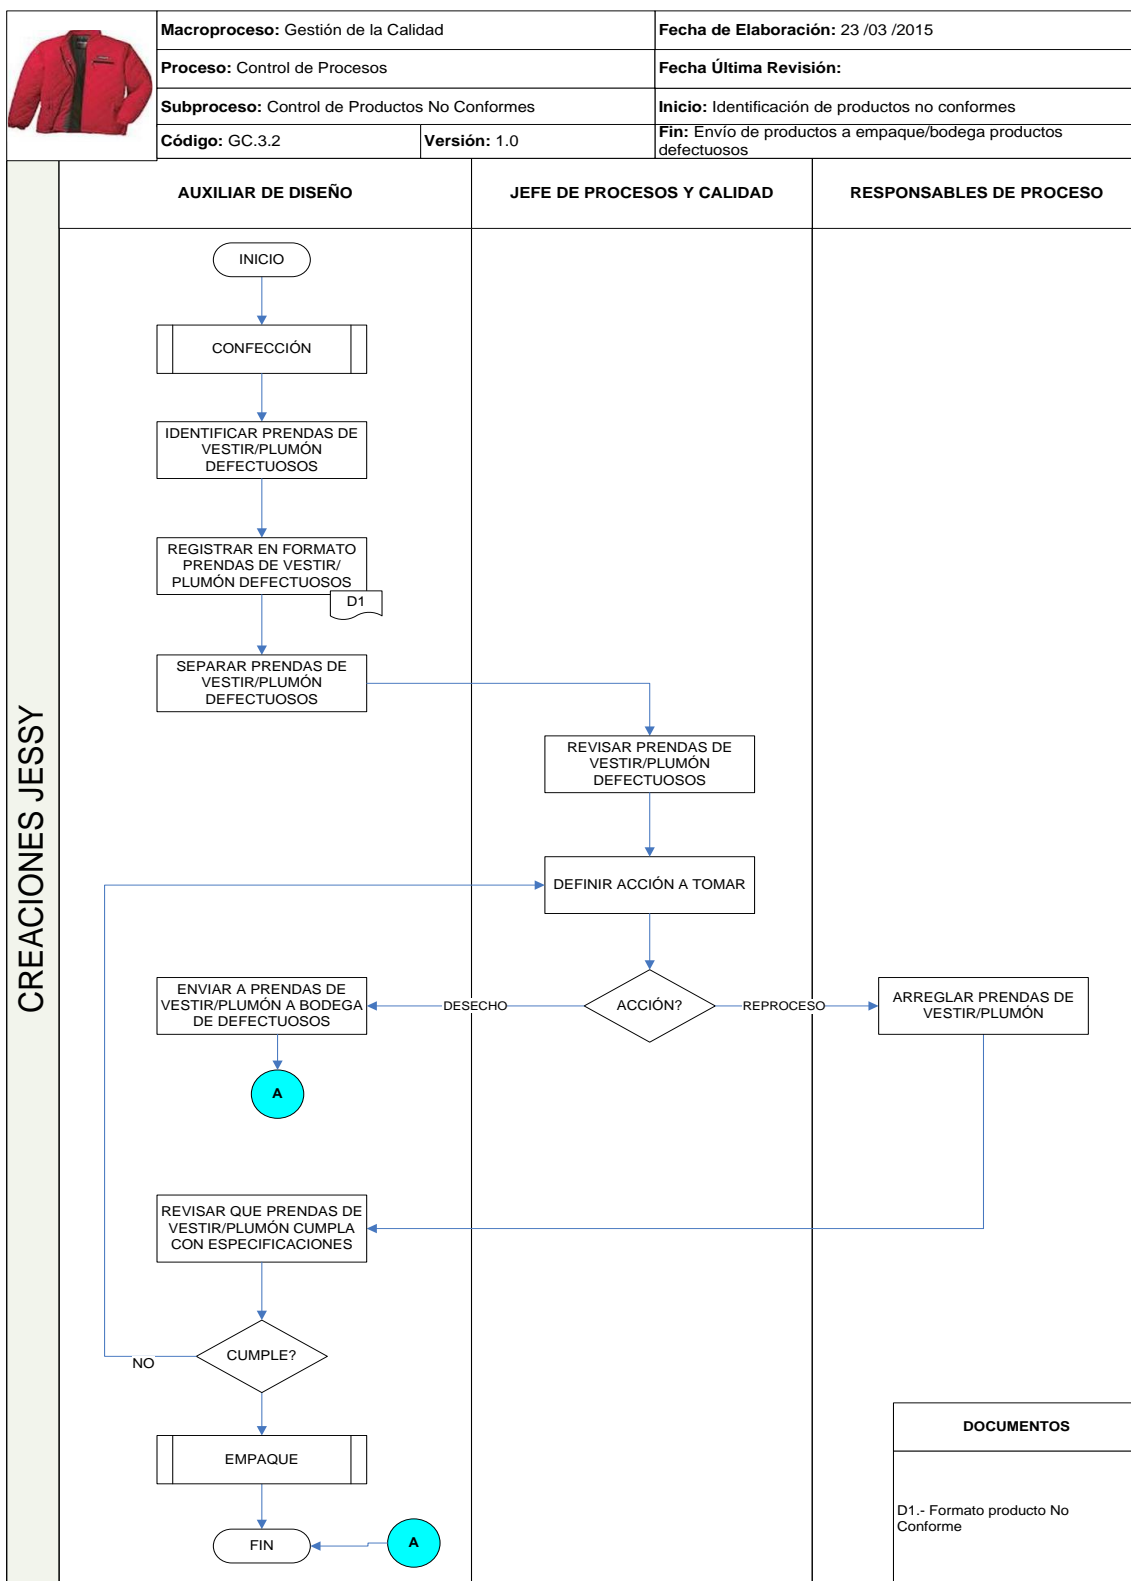 Macroproceso: Gestión de la Calidad
Fecha de Elaboración: 23 /03 /2015
Proceso: Control de Procesos
Fecha Última Revisión:
Subproceso: Control de Productos No Conformes
Inicio: Identificación de productos no conformes
Código: GC.3.2
Versión: 1.0
Fin: Envío de productos a empaque/bodega productos
defectuosos
CREACIONES JESSY
AUXILIAR DE DISEÑO
JEFE DE PROCESOS Y CALIDAD
RESPONSABLES DE PROCESO
INICIO
CONFECCIÓN
IDENTIFICAR PRENDAS DE
VESTIR/PLUMÓN
DEFECTUOSOS
REGISTRAR EN FORMATO
PRENDAS DE VESTIR/
PLUMÓN DEFECTUOSOS
D1
SEPARAR PRENDAS DE
VESTIR/PLUMÓN
DEFECTUOSOS
REVISAR PRENDAS DE
VESTIR/PLUMÓN
DEFECTUOSOS
DEFINIR ACCIÓN A TOMAR
ENVIAR A PRENDAS DE
VESTIR/PLUMÓN A BODEGA
DE DEFECTUOSOS
DESECHO
ACCIÓN?
REPROCESO
ARREGLAR PRENDAS DE
VESTIR/PLUMÓN
A
REVISAR QUE PRENDAS DE
VESTIR/PLUMÓN CUMPLA
CON ESPECIFICACIONES
CUMPLE?
NO
EMPAQUE
FIN
A
DOCUMENTOS
D1.- Formato producto No
Conforme